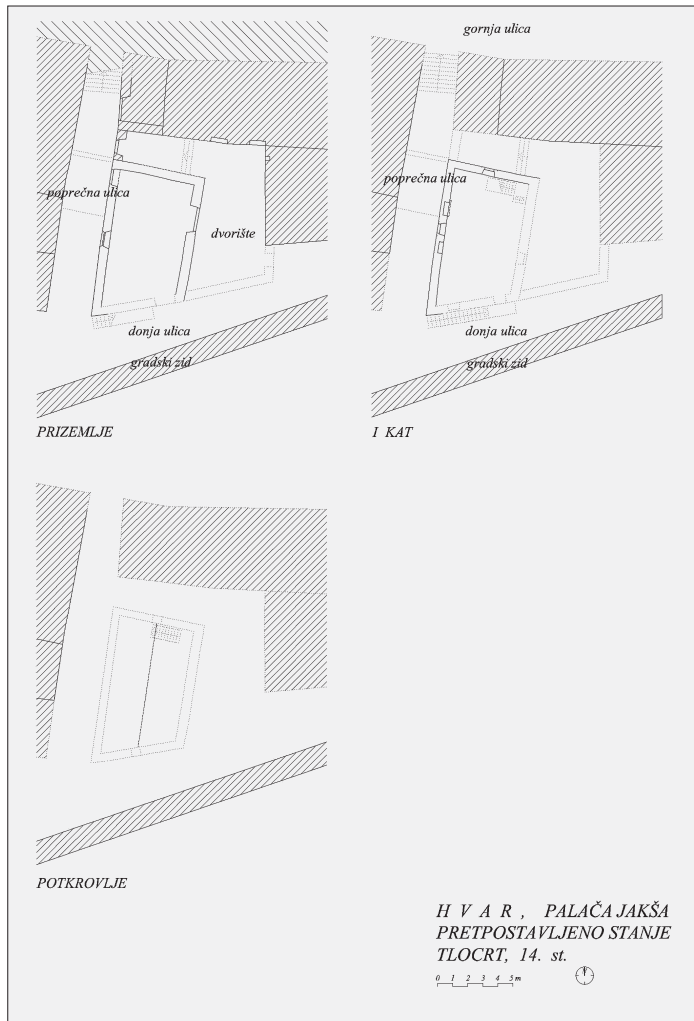 gornja ulica
poprečna ulica
dvorište
donja ulica
gradski zid
PRIZEMLJE
poprečna ulica
donja ulica
gradski zid
I KAT
POTKROVLJE
HVAR, PALAČA JAKŠA
PRETPOSTAVLJENO STANJE
TLOCRT, 14. st.
0 1 2 3 4 5 m